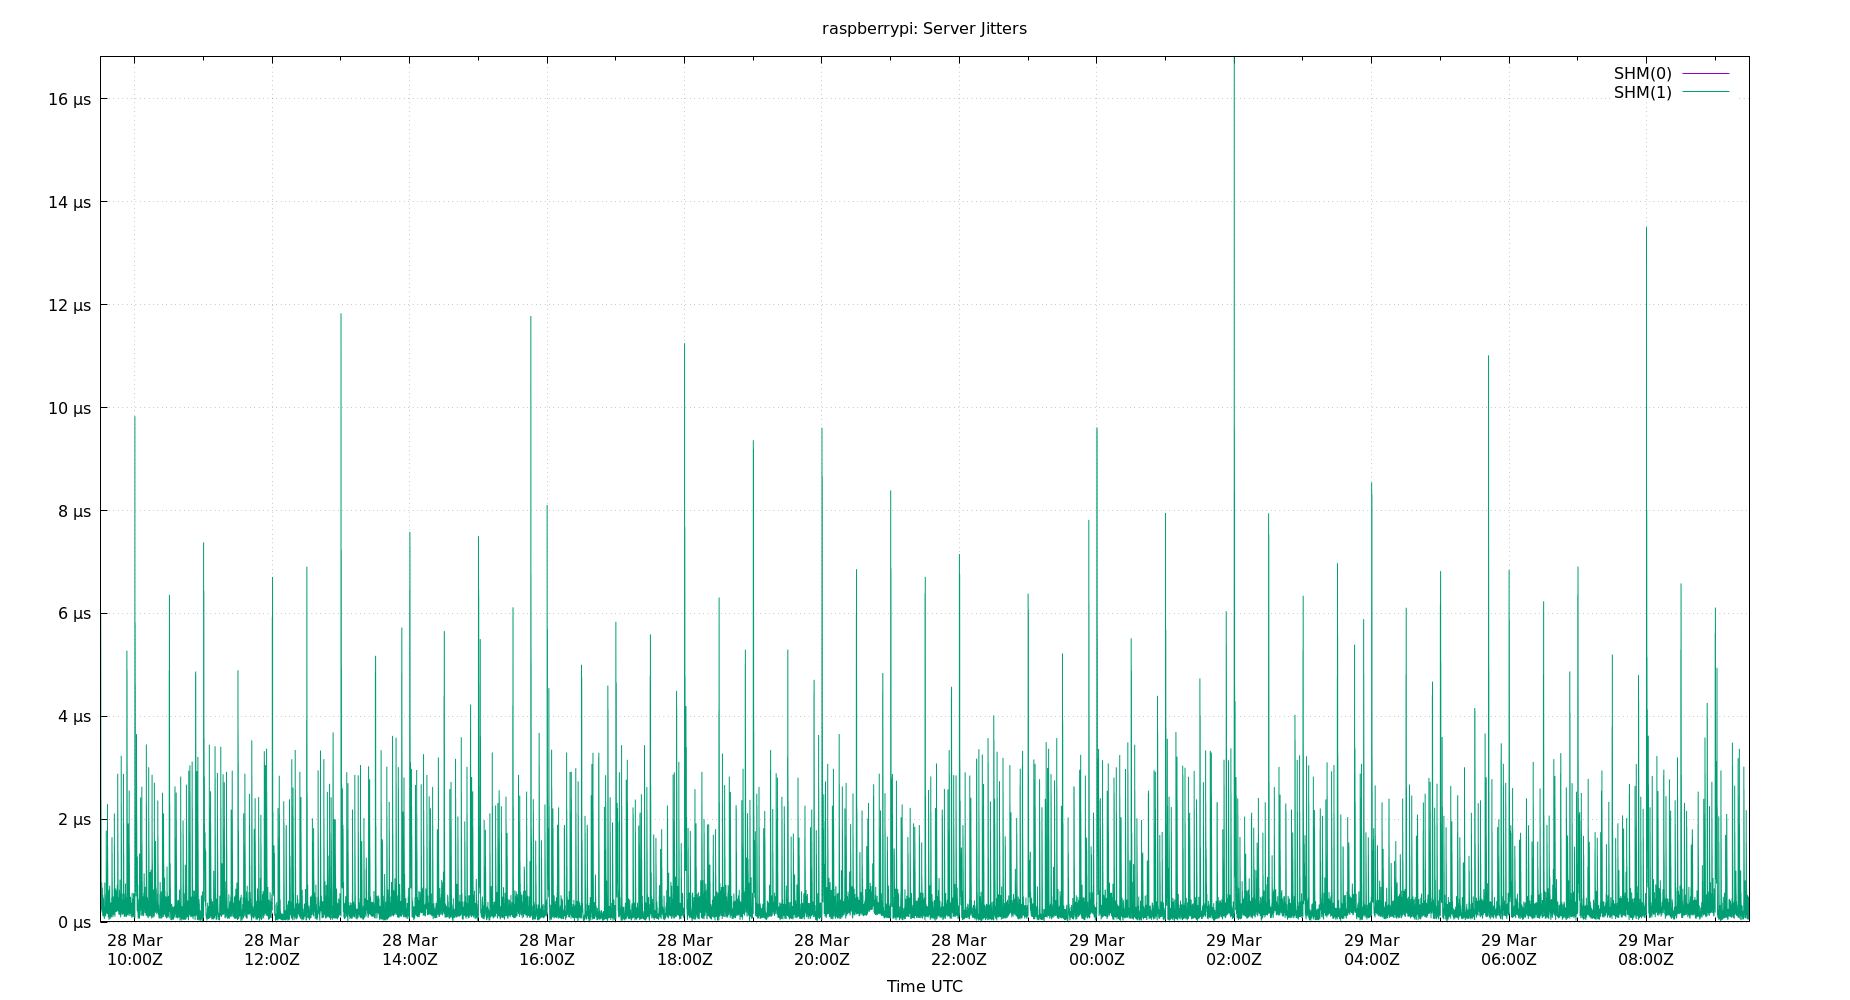 raspberrypi: Server Jitters
SHM(0)
SHM(1)
16 µs
14 µs
12 µs
10 µs
8 µs
6 µs
4 µs
2 µs
0 µs
28 Mar 28 Mar 28 Mar 28 Mar 28 Mar 28 Mar 28 Mar 29 Mar 29 Mar 29 Mar 29 Mar 29 Mar
10:00Z 12:00Z 14:00Z 16:00Z 18:00Z 20:00Z 22:00Z 00:00Z 02:00Z 04:00Z 06:00Z 08:00Z
Time UTC